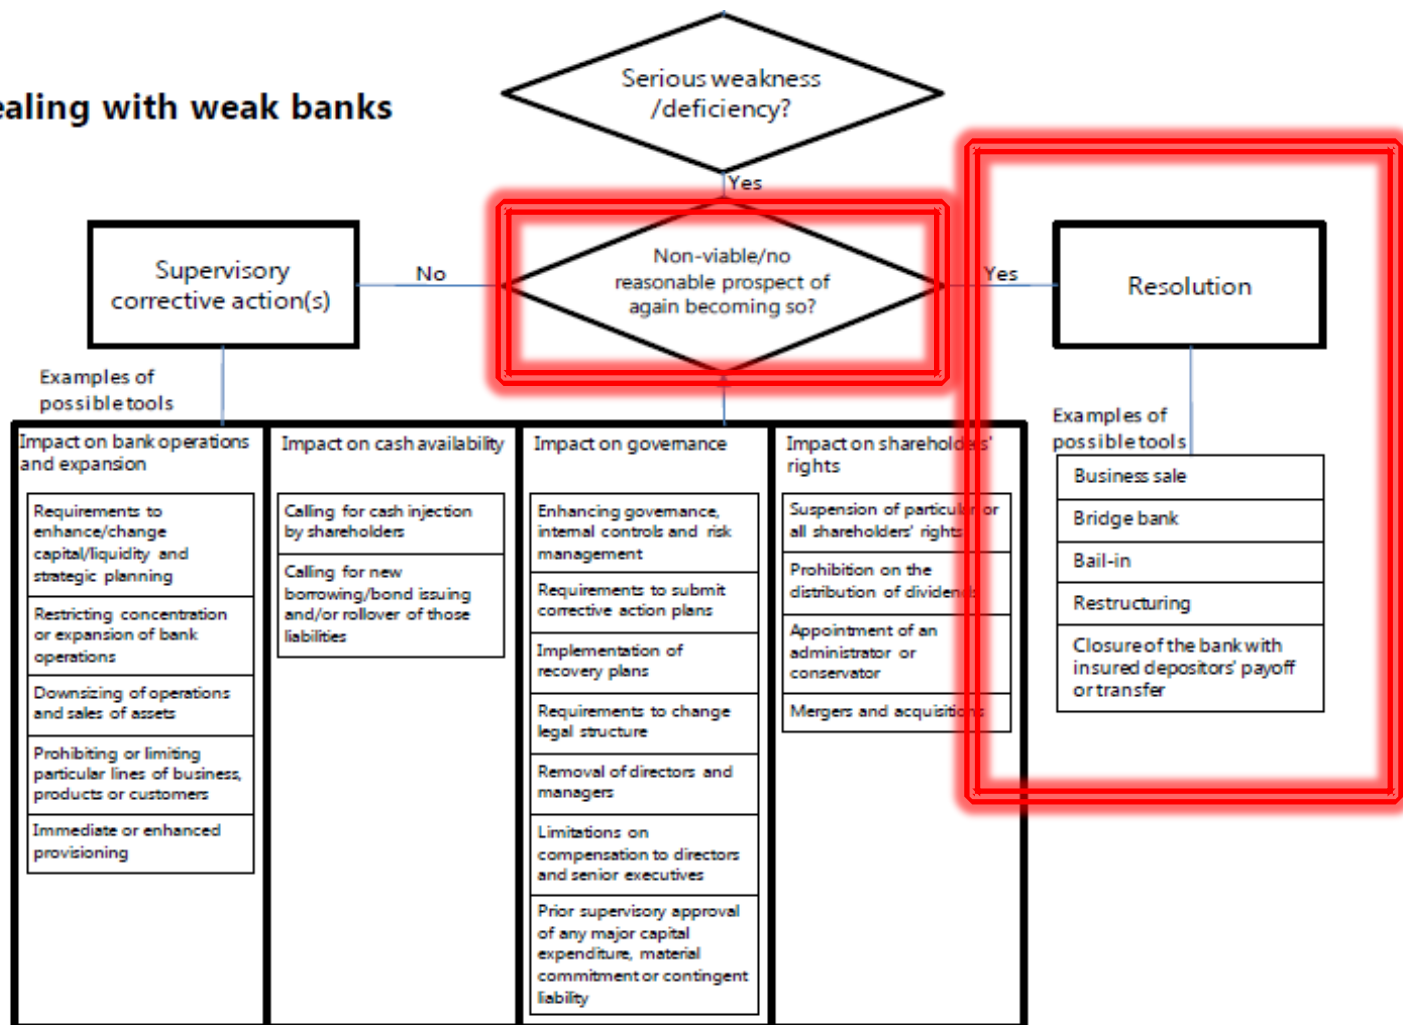 ealing with weak banks
Serious weakness
/deficiency?
Yes
Non-viable/no
reasonable prospect of
again becoming so?
No
Yes
Supervisory
corrective action(s)
Resolution
Examples of
possible tools
Impact on bank operations
and expansion
Requirements to
enhance/change
capital/liquidity and
strategic planning
Restricting concentration
or expansion of bank
operations
Downsizing of operations
and sales of assets
Prohibiting or limiting
particular lines of business,
products or customers
Immediate or enhanced
provisioning
Impact on cash availability
Calling for cash injection
by shareholders
Calling for new
borrowing/bond issuing
and/or rollover of those
liabilities
Impact on governance
Enhancing governance,
internal controls and risk
management
Requirements to submit
corrective action plans
Implementation of
recovery plans
Requirements to change
legal structure
Removal of directors and
managers
Limitations on
compensation to directors
and senior executives
Prior supervisory approval
of any major capital
expenditure, material
commitment or contingent
liability
Impact on shareholders'
rights
Suspension of particular or
all shareholders' rights
Prohibition on the
distribution of dividends
Appointment of an
administrator or
conservator
Mergers and acquisitions
Examples of
possible tools
Business sale
Bridge bank
Bail-in
Restructuring
Closure of the bank with
insured depositors' payoff
or transfer